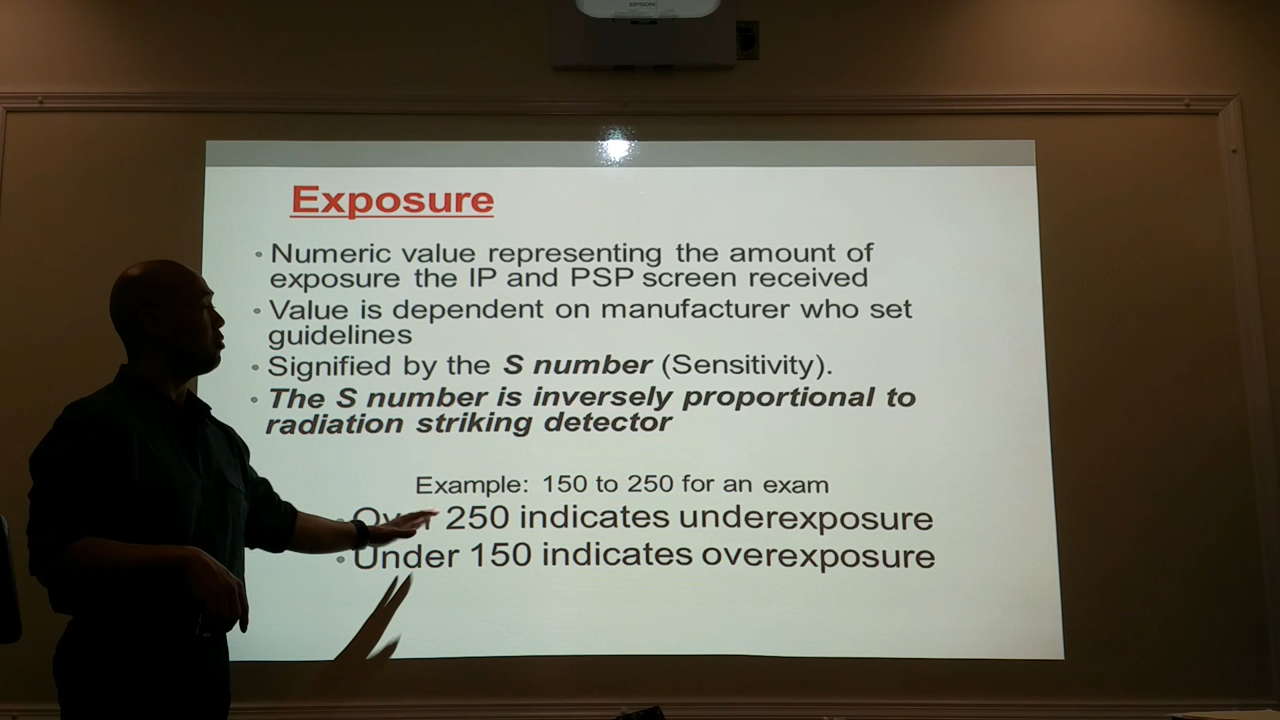 EPSON
Exposure
• Numeric value representing the amount of
exposure the IP and PSP screen received
• Value is dependent on manufacturer who set
guidelines
• Signified by the S number (Sensitivity).
• The S number is inversely proportional to
radiation striking detector
Example: 150 to 250 for an exam
• Over 250 indicates underexposure
• Under 150 indicates overexposure